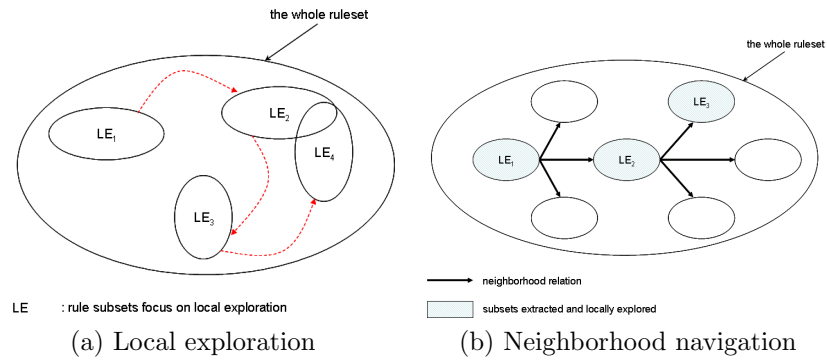 the whole ruleset
LE1
LE2
LE4
LE3
LE : rule subsets focus on local exploration
(a) Local exploration
the whole ruleset
LE3
LE1
LE2
neighborhood relation
subsets extracted and locally explored
(b) Neighborhood navigation